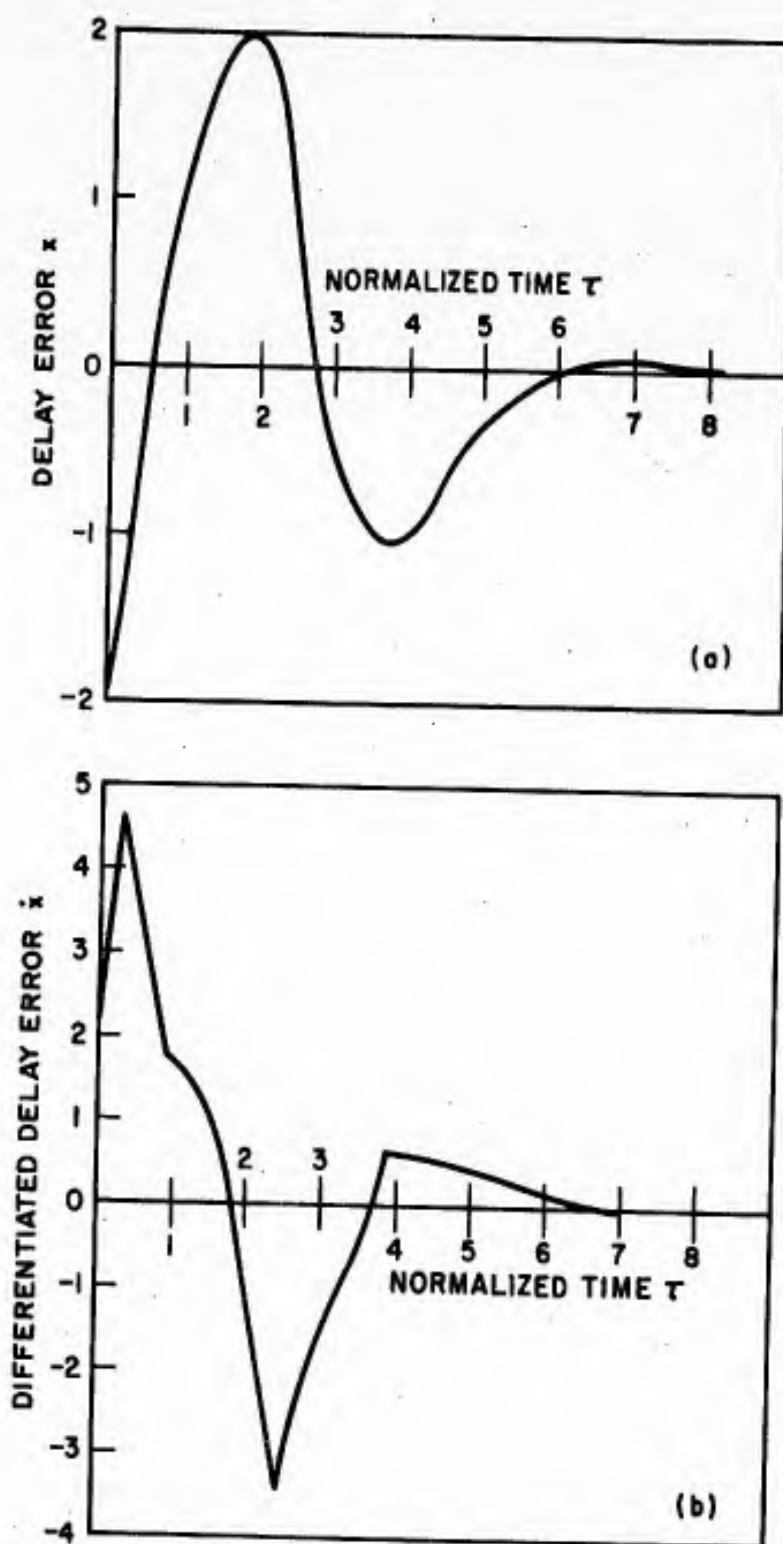 2
1
NORMALIZED TIME τ
3 4 5 6
0
1 2 7 8
DELAY ERROR x
-1
(a)
-2
5
4
3
2
1
2 3
0
1 4 5 6 7 8
NORMALIZED TIME τ
DIFFERENTIATED DELAY ERROR ẋ
-1
-2
-3
(b)
-4